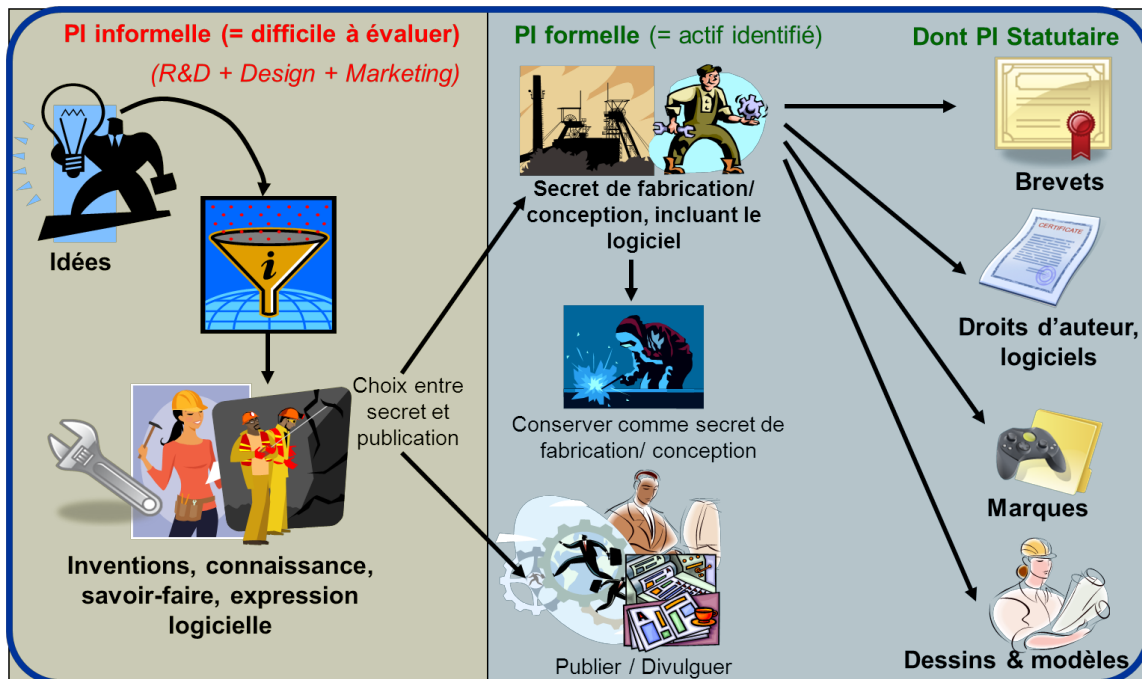 PI informelle (= difficile à évaluer)
(R&D + Design + Marketing)
Idées
Inventions, connaissance,
savoir-faire, expression
logicielle
Choix entre
secret et
publication
PI formelle (= actif identifié)
Secret de fabrication/
conception, incluant le
logiciel
Conserver comme secret de
fabrication/ conception
Publier / Divulguer
Dont PI Statutaire
Brevets
CERTIFICATE
Droits d’auteur,
logiciels
Marques
Dessins & modèles